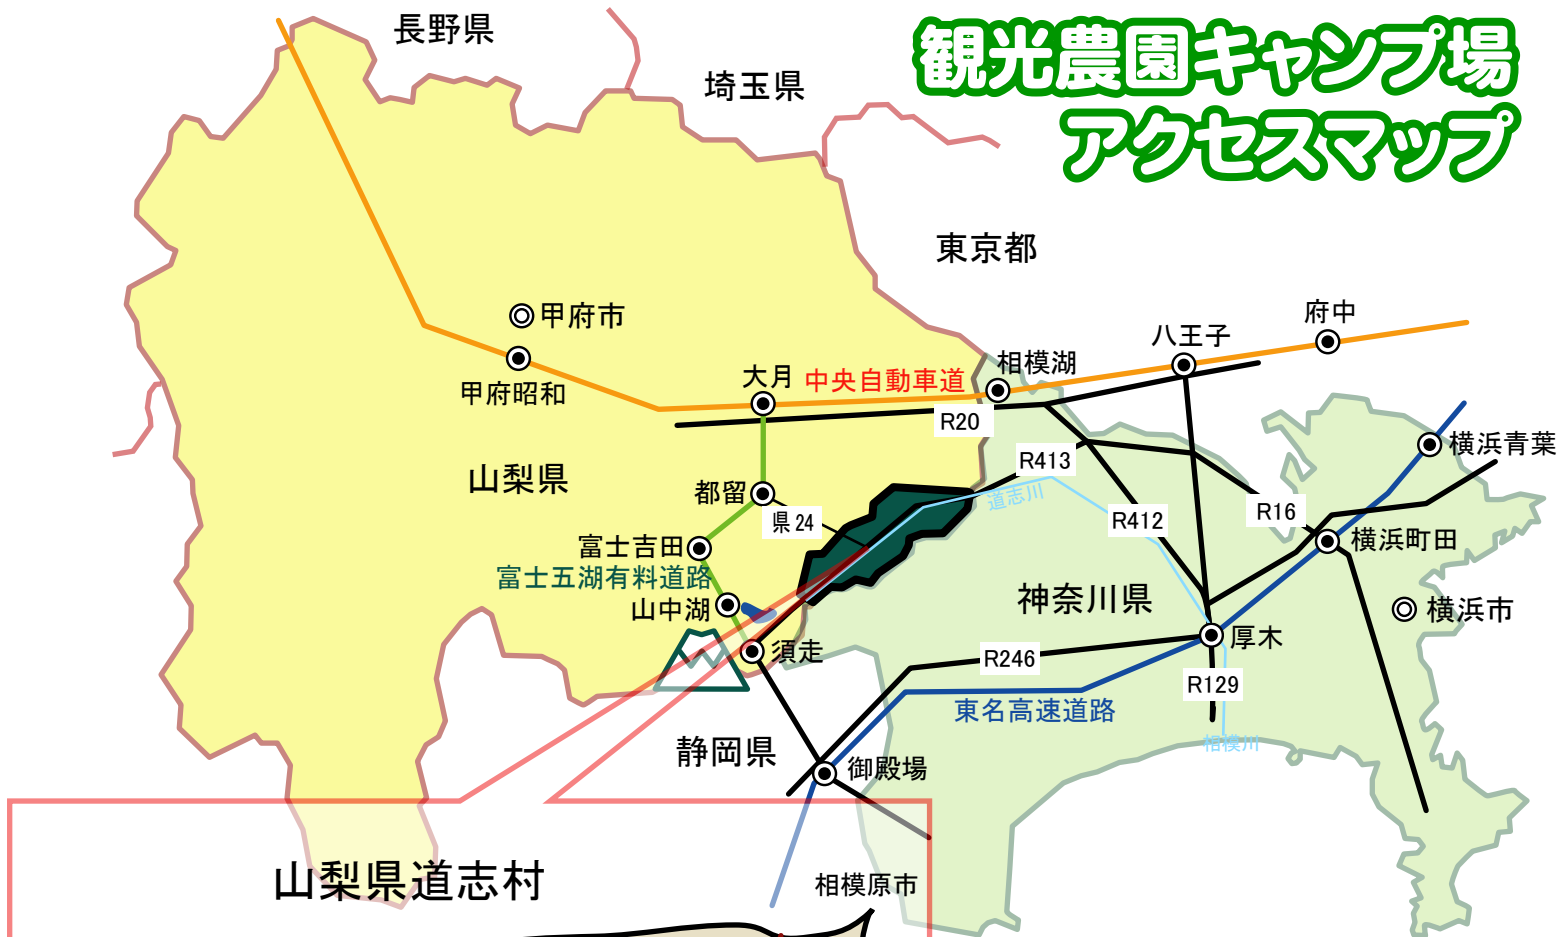 観光農園キャンプ場
アクセスマップ
長野県
埼玉県
東京都
甲府市
甲府昭和
大月
中央自動車道
相模湖
八王子
府中
R20
山梨県
都留
県24
R413
道志川
R412
R16
横浜青葉
富士吉田
富士五湖有料道路
山中湖
須走
神奈川県
横浜町田
横浜市
厚木
R246
R129
東名高速道路
相模川
静岡県
御殿場
山梨県道志村
相模原市